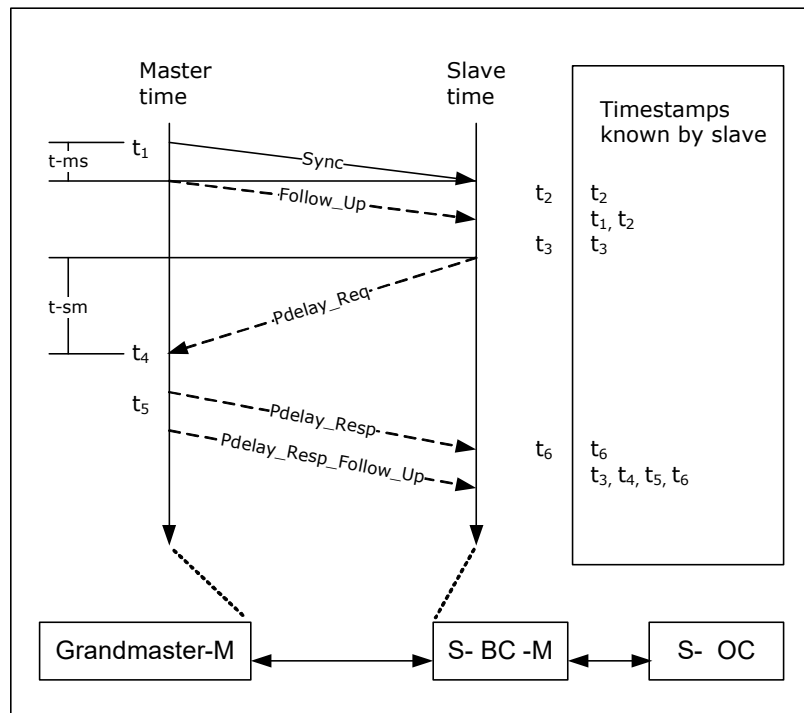 Master
time
Slave
time
Timestamps
known by slave
t-ms
t₁
Sync
Follow_Up
t₂
t₂
t₁, t₂
t₃
t₃
t-sm
Pdelay_Req
t₄
t₅
Pdelay_Resp
Pdelay_Resp_Follow_Up
t₆
t₆
t₃, t₄, t₅, t₆
Grandmaster-M
S- BC -M
S- OC